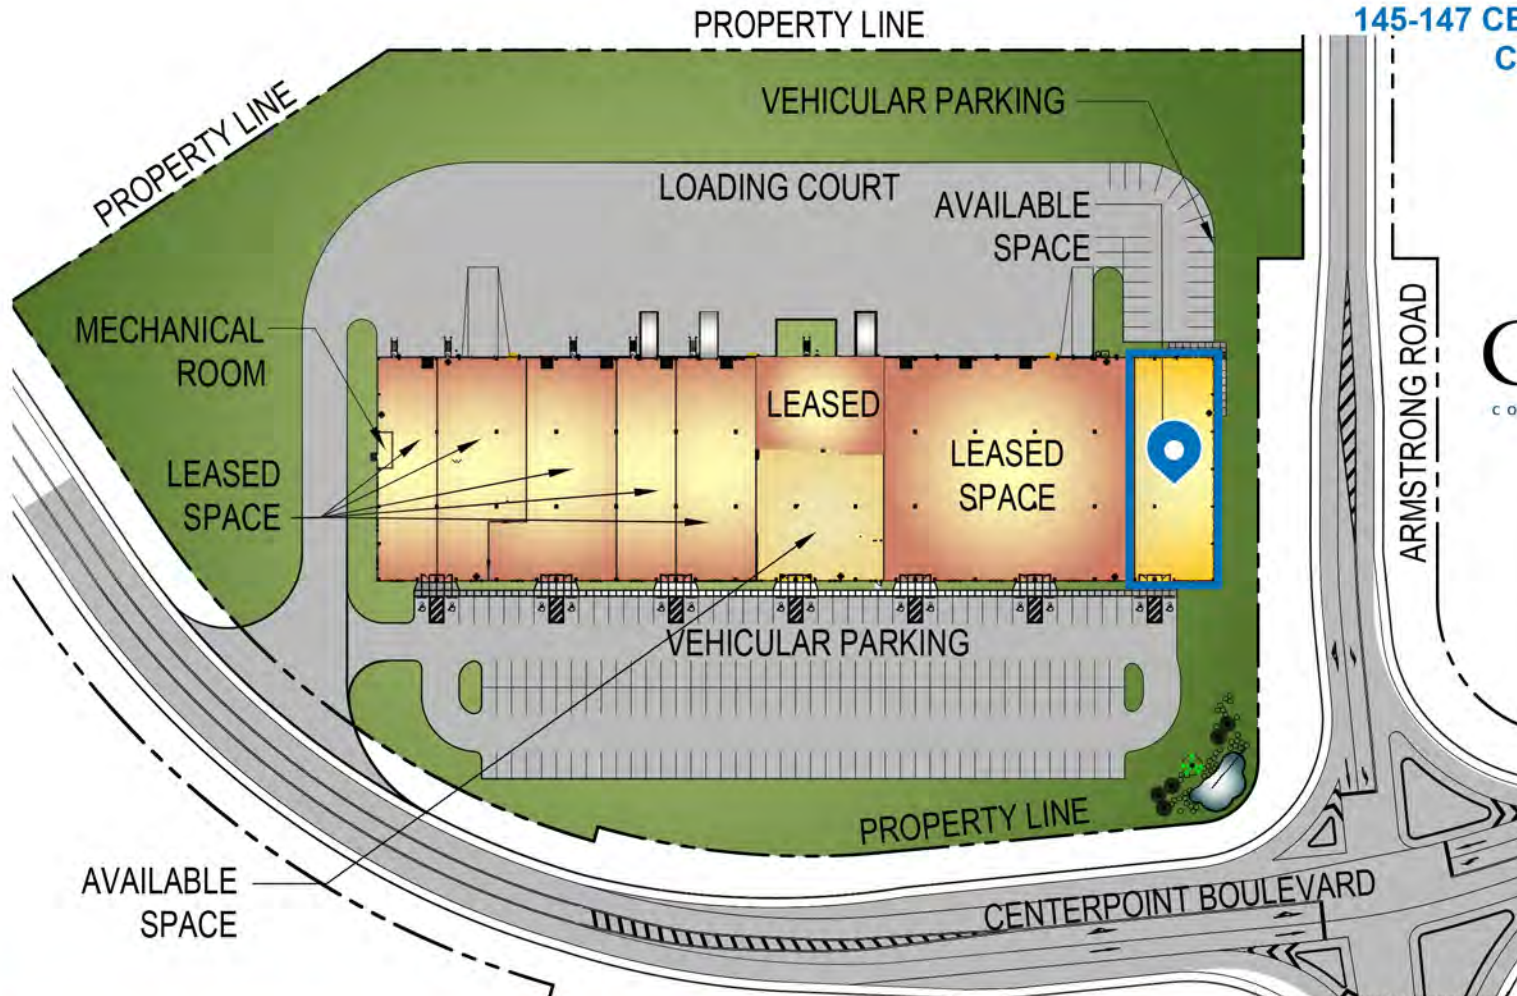 PROPERTY LINE
145-147 CE
C
PROPERTY LINE
VEHICULAR PARKING
LOADING COURT
AVAILABLE
SPACE
MECHANICAL
ROOM
ARMSTRONG ROAD
C
CO
LEASED
LEASED
SPACE
LEASED
SPACE
VEHICULAR PARKING
PROPERTY LINE
AVAILABLE
SPACE
CENTERPOINT BOULEVARD